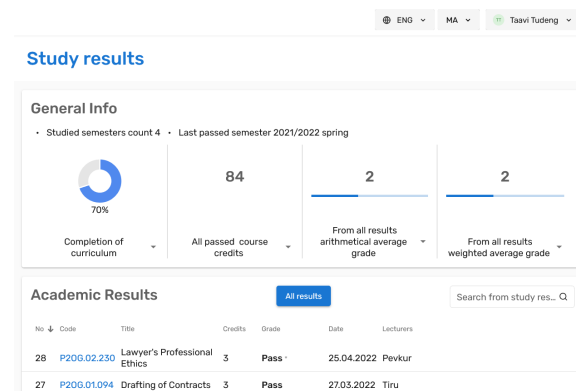 ENG MA TT Taavi Tudeng
Study results
General Info
• Studied semesters count 4 • Last passed semester 2021/2022 spring
70%
Completion of
curriculum
84
All passed course
credits
2
From all results
arithmetical average
grade
2
From all results
weighted average grade
Academic Results
All results
Search from study res...
No Code Title Credits Grade Date Lecturers
28 P2OG.02.230 Lawyer's Professional Ethics 3 Pass 25.04.2022 Pevkur
27 P2OG.01.094 Drafting of Contracts 3 Pass 27.03.2022 Tiru